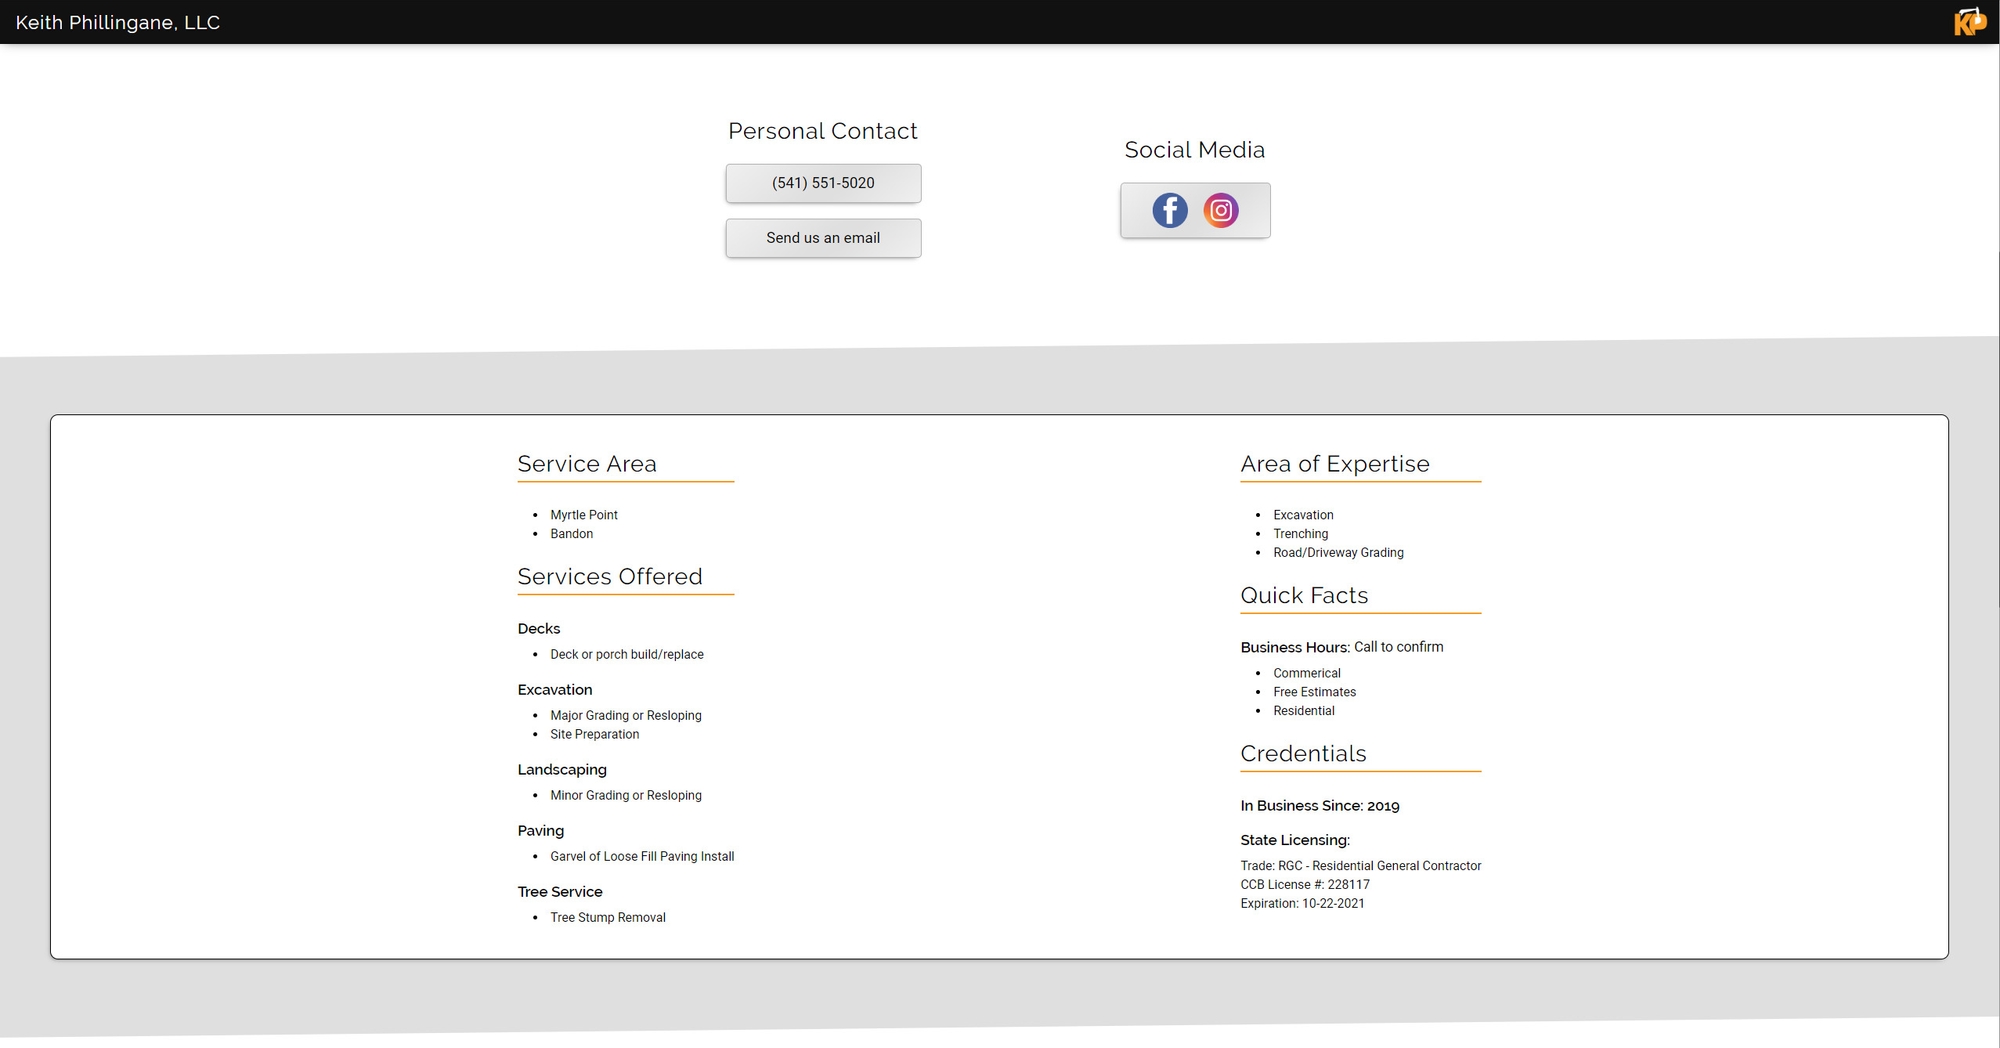 Keith Phillingane, LLC
KP
Personal Contact
(541) 551-5020
Send us an email
Social Media
Service Area
Myrtle Point
Bandon
Services Offered
Decks
Deck or porch build/replace
Excavation
Major Grading or Resloping
Site Preparation
Landscaping
Minor Grading or Resloping
Paving
Garvel of Loose Fill Paving Install
Tree Service
Tree Stump Removal
Area of Expertise
Excavation
Trenching
Road/Driveway Grading
Quick Facts
Business Hours: Call to confirm
Commerical
Free Estimates
Residential
Credentials
In Business Since: 2019
State Licensing:
Trade: RGC - Residential General Contractor
CCB License #: 228117
Expiration: 10-22-2021